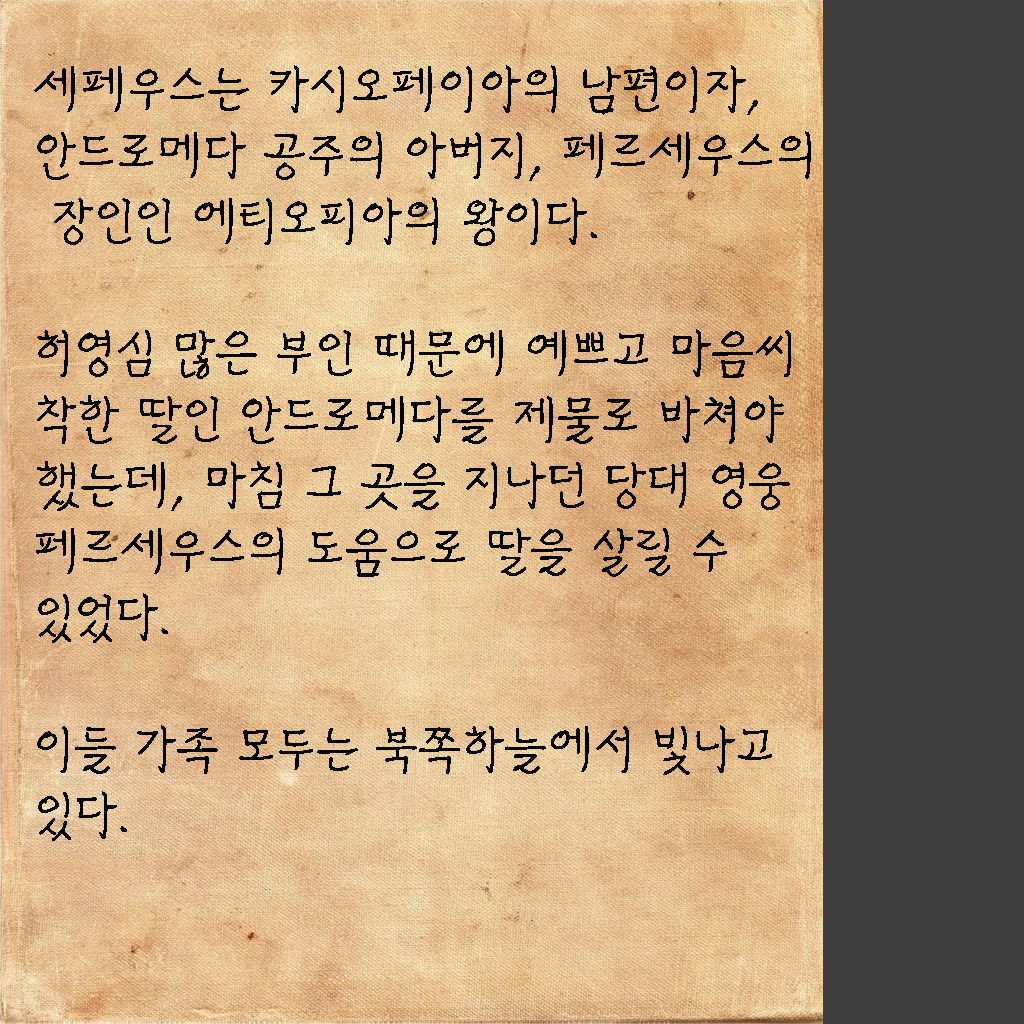 세페우스는 카시오페이아의 남편이자,
안드로메다 공주의 아버지, 페르세우스의
장인인 에티오피아의 왕이다.
허영심 많은 부인 때문에 예쁘고 마음씨
착한 딸인 안드로메다를 제물로 바쳐야
했는데, 마침 그 곳을 지나던 당대 영웅
페르세우스의 도움으로 딸을 살릴 수
있었다.
이들 가족 모두는 북쪽하늘에서 빛나고
있다.